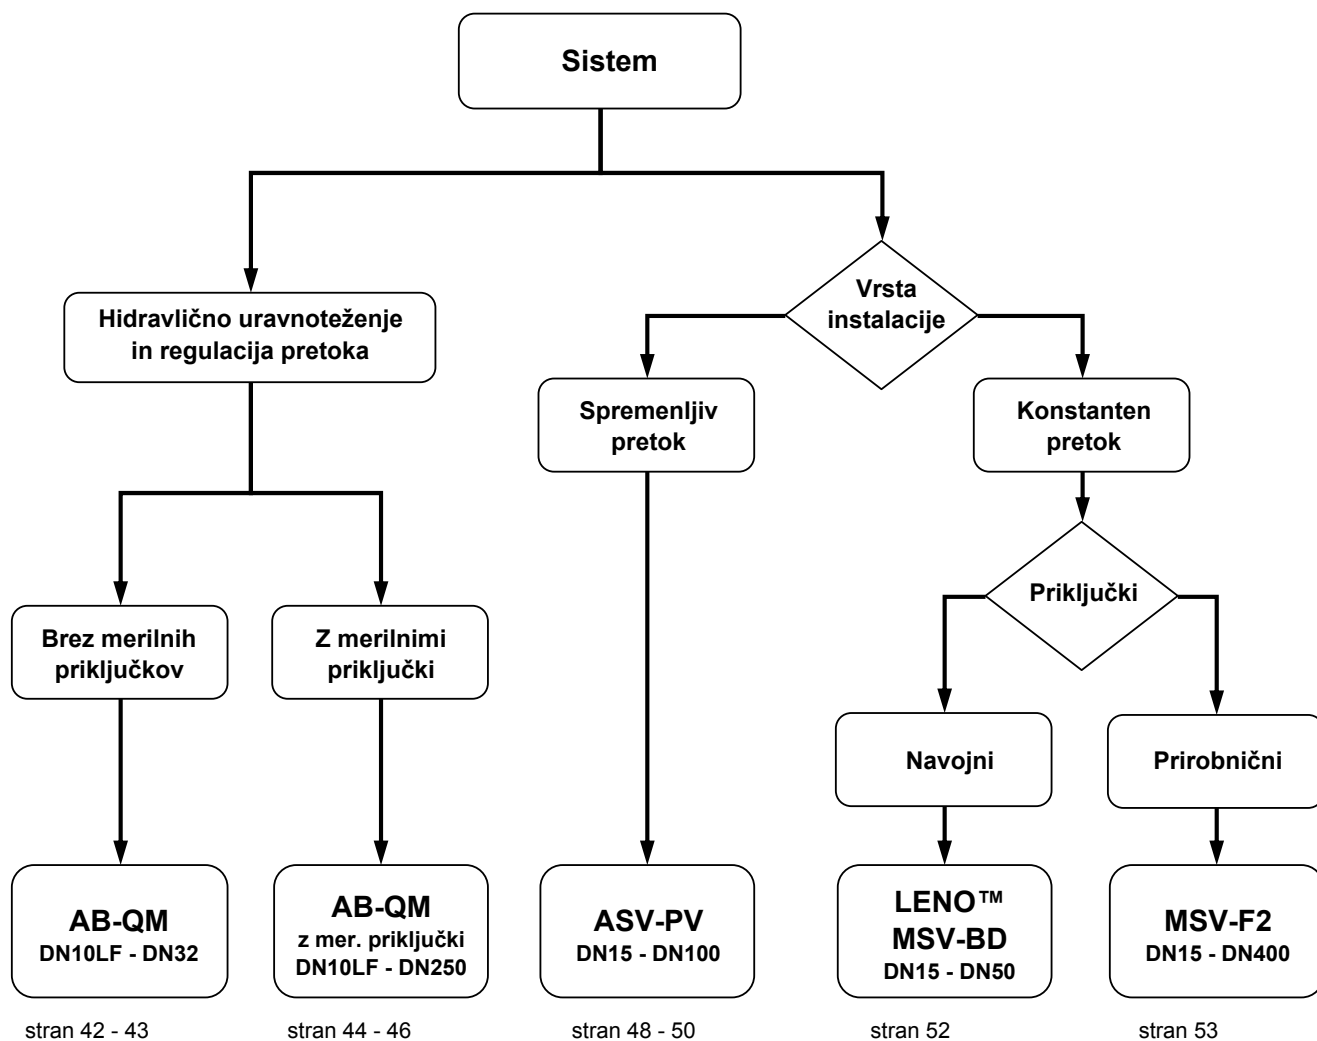 Sistem
Hidravlično uravnoteženje
in regulacija pretoka
Vrsta
instalacije
Spremenljiv
pretok
Konstanten
pretok
Priključki
Brez merilnih
priključkov
Z merilnimi
priključki
Navojni
Prirobnični
AB-QM
DN10LF - DN32
AB-QM
z mer. priključki
DN10LF - DN250
ASV-PV
DN15 - DN100
LENO™
MSV-BD
DN15 - DN50
MSV-F2
DN15 - DN400
stran 42 - 43
stran 44 - 46
stran 48 - 50
stran 52
stran 53